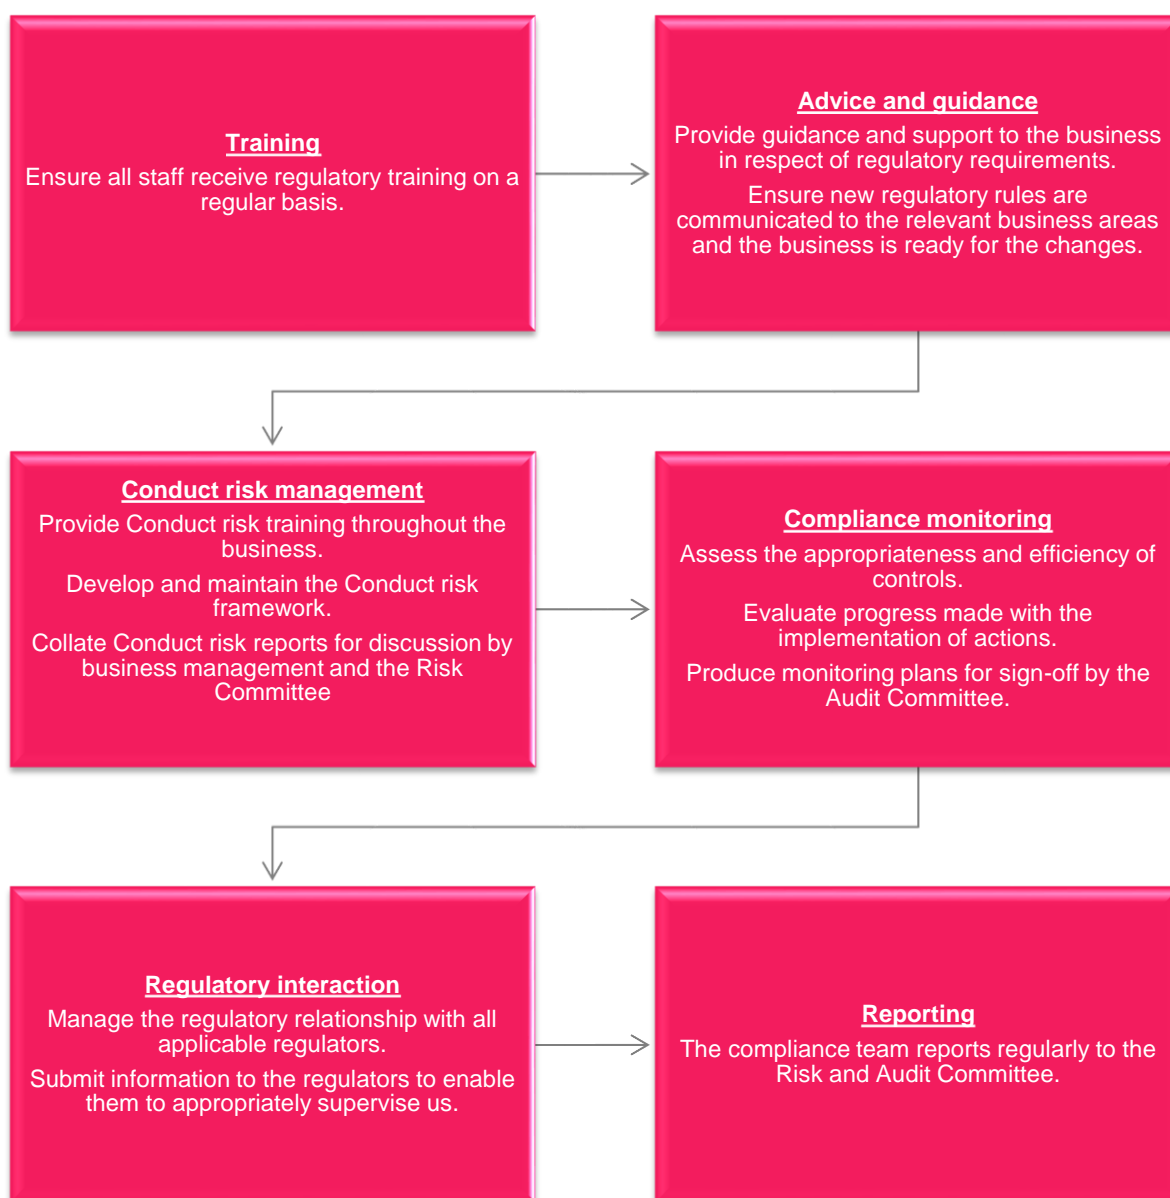 Training
Ensure all staff receive regulatory training on a
regular basis.
Advice and guidance
Provide guidance and support to the business
in respect of regulatory requirements.
Ensure new regulatory rules are
communicated to the relevant business areas
and the business is ready for the changes.
Conduct risk management
Provide Conduct risk training throughout the
business.
Develop and maintain the Conduct risk
framework.
Collate Conduct risk reports for discussion by
business management and the Risk
Committee
Compliance monitoring
Assess the appropriateness and efficiency of
controls.
Evaluate progress made with the
implementation of actions.
Produce monitoring plans for sign-off by the
Audit Committee.
Regulatory interaction
Manage the regulatory relationship with all
applicable regulators.
Submit information to the regulators to enable
them to appropriately supervise us.
Reporting
The compliance team reports regularly to the
Risk and Audit Committee.